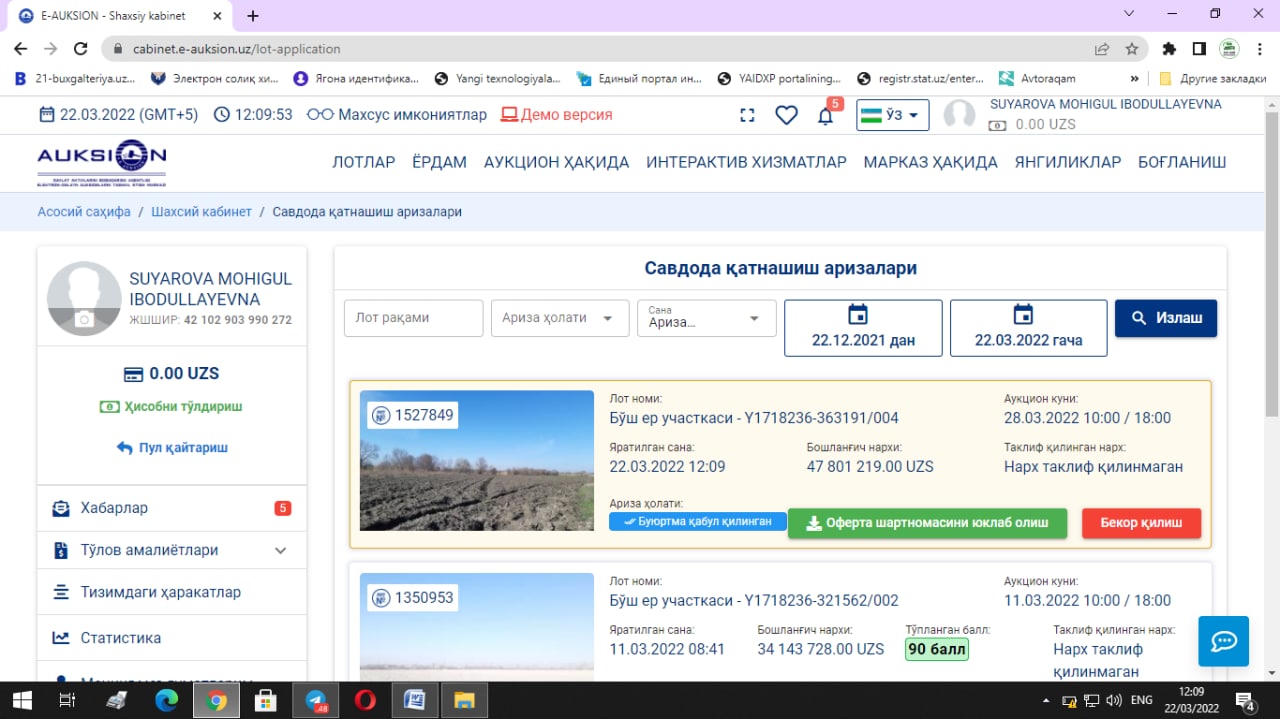 E-AUKSION - Shaxsiy kabinet
cabinet.e-auksion.uz/lot-application
21-buxgalteriya.uz...
Электрон солиқ хи...
Ягона идентифика...
Yangi texnologiyala...
Единый портал ин...
YAIDXP portalining...
registr.stat.uz/enter...
Avtoraqam
»
Другие закладки
22.03.2022 (GMT+5)
12:09:53
Махсус имкониятлар
Демо версия
5
ЎЗ
SUYAROVA MOHIGUL IBODULLAYEVNA
0.00 UZS
AUKSION
ЛОТЛАР
ЁРДАМ
АУКЦИОН ҲАҚИДА
ИНТЕРАКТИВ ХИЗМАТЛАР
МАРКАЗ ҲАҚИДА
ЯНГИЛИКЛАР
БОҒЛАНИШ
Асосий саҳифа / Шахсий кабинет / Савдода қатнашиш аризалари
SUYAROVA MOHIGUL
IBODULLAYEVNA
ЖШШИР: 42 102 903 990 272
0.00 UZS
Ҳисобни тўлдириш
Пул қайтариш
Хабарлар
5
Тўлов амалиётлари
Тизимдаги ҳаракатлар
Статистика
Савдода қатнашиш аризалари
Лот рақами
Ариза ҳолати
Сана
Ариза...
22.12.2021 дан
22.03.2022 гача
Излаш
1527849
Лот номи:
Бўш ер участкаси - Y1718236-363191/004
Аукцион куни:
28.03.2022 10:00 / 18:00
Яратилган сана:
22.03.2022 12:09
Бошланғич нархи:
47 801 219.00 UZS
Таклиф қилинган нарх:
Нарх таклиф қилинмаган
Ариза ҳолати:
Буюртма қабул қилинган
Оферта шартномасини юклаб олиш
Бекор қилиш
1350953
Лот номи:
Бўш ер участкаси - Y1718236-321562/002
Аукцион куни:
11.03.2022 10:00 / 18:00
Яратилган сана:
11.03.2022 08:41
Бошланғич нархи:
34 143 728.00 UZS
Тўпланган балл:
90 балл
Таклиф қилинган нарх:
Нарх таклиф
қилинмаган
48
ENG
12:09
22/03/2022
4